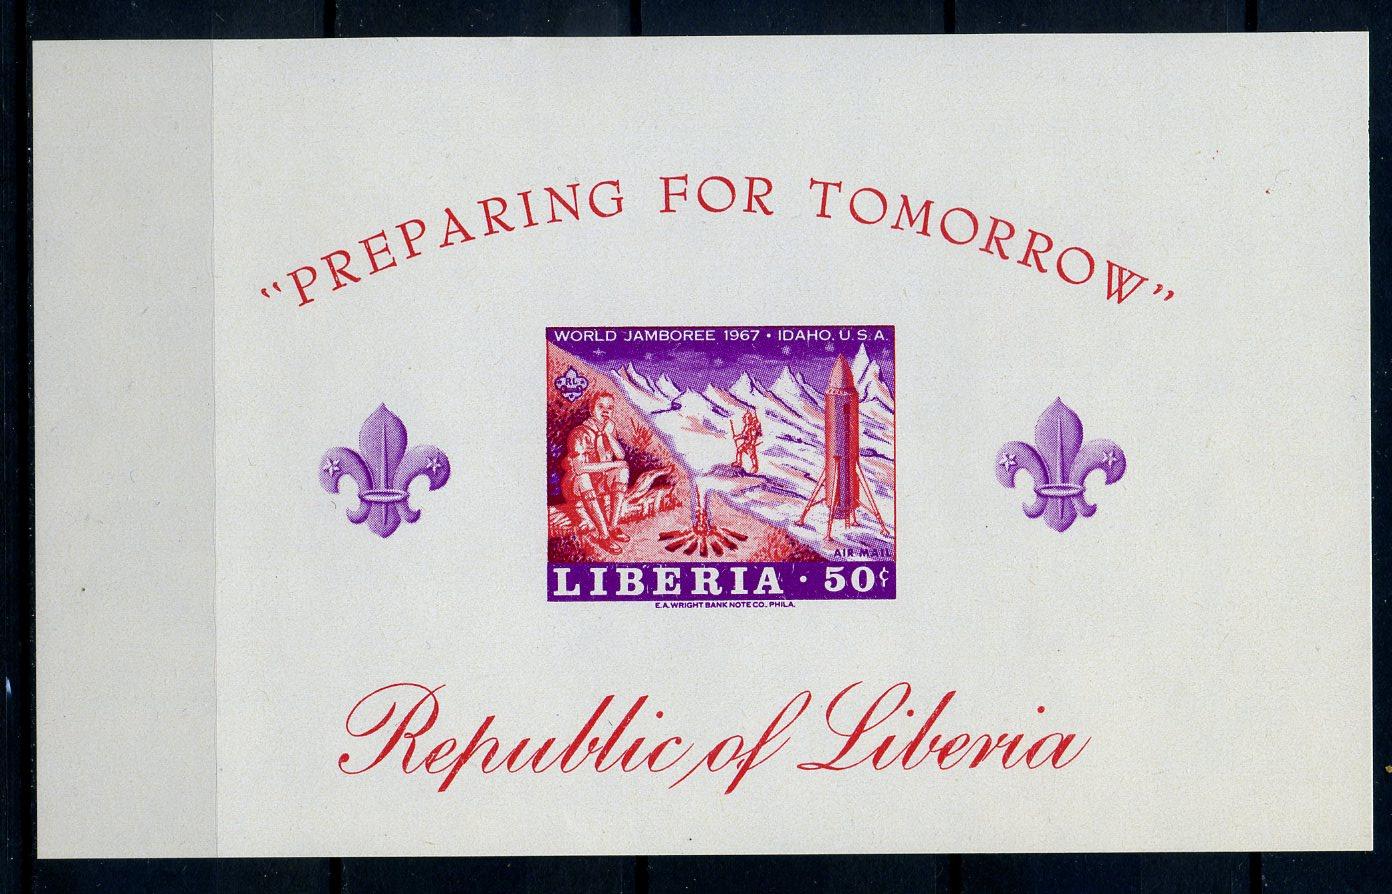 “PREPARING FOR TOMORROW”
WORLD JAMBOREE 1967 • IDAHO. U.S.A.
RL
AIR MAIL
LIBERIA · 50¢
E.A. WRIGHT BANK NOTE CO., PHILA.
Republic of Liberia